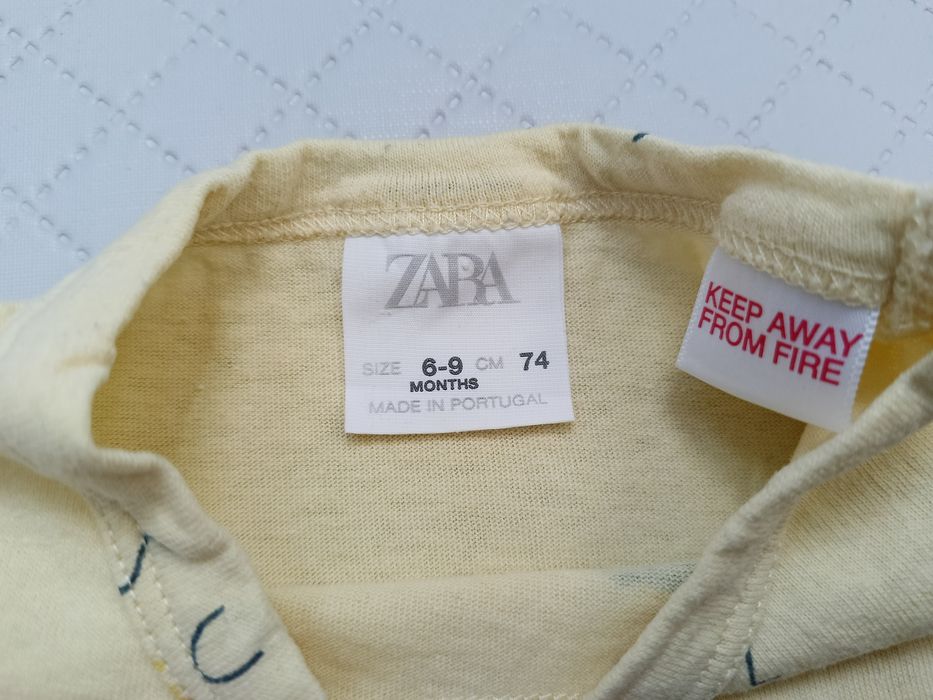 ZARA
SIZE 6-9 CM 74
MONTHS
MADE IN PORTUGAL
KEEP AWAY
FROM FIRE